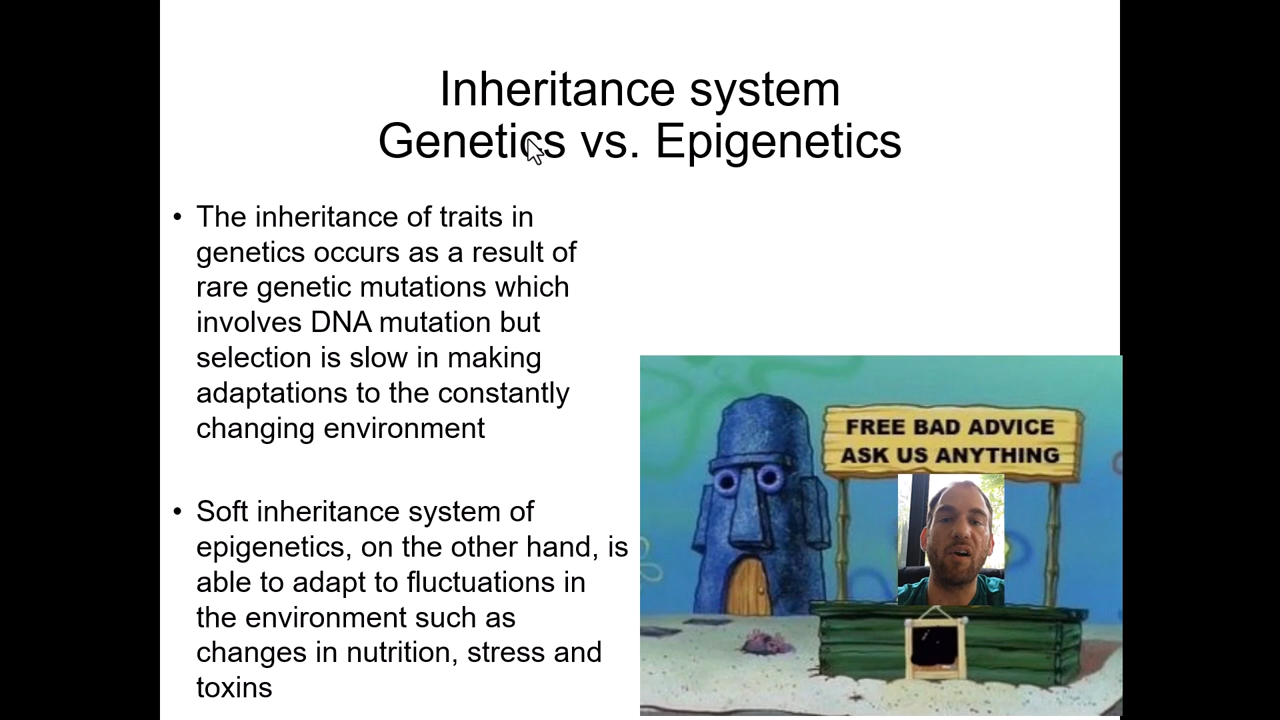 Inheritance system
Genetics vs. Epigenetics
• The inheritance of traits in
genetics occurs as a result of
rare genetic mutations which
involves DNA mutation but
selection is slow in making
adaptations to the constantly
changing environment
• Soft inheritance system of
epigenetics, on the other hand, is
able to adapt to fluctuations in
the environment such as
changes in nutrition, stress and
toxins
FREE BAD ADVICE
ASK US ANYTHING